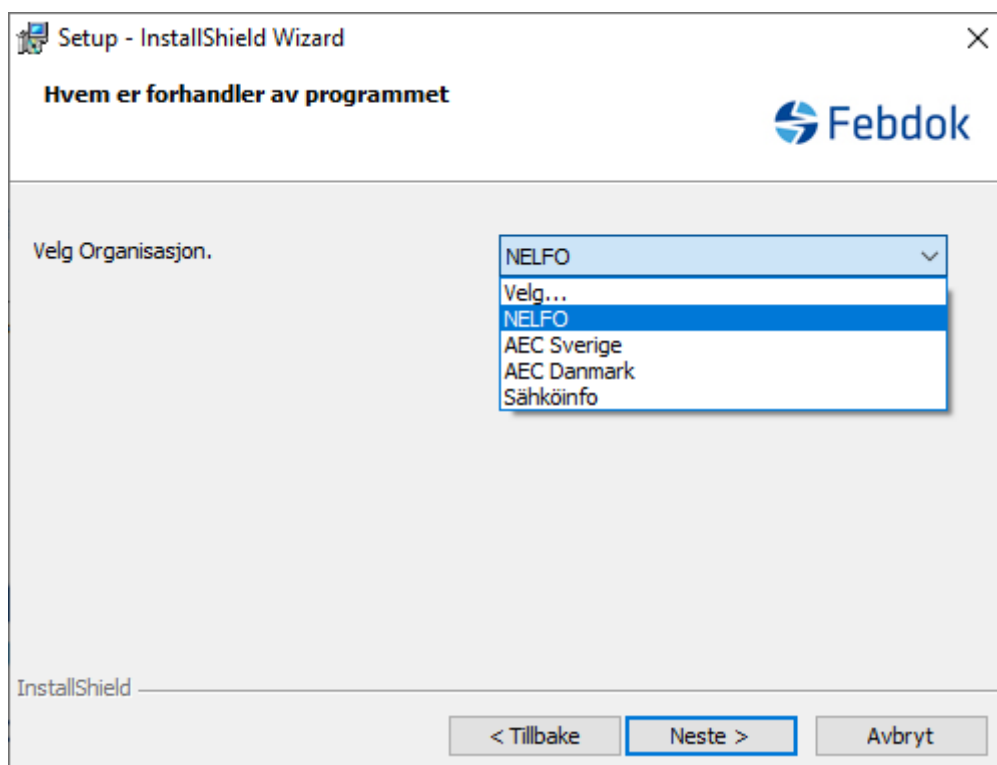 Setup - InstallShield Wizard
Hvem er forhandler av programmet
Febdok
Velg Organisasjon.
NELFO
Velg...
NELFO
AEC Sverige
AEC Danmark
Sähköinfo
InstallShield
< Tillbake
Neste >
Avbryt